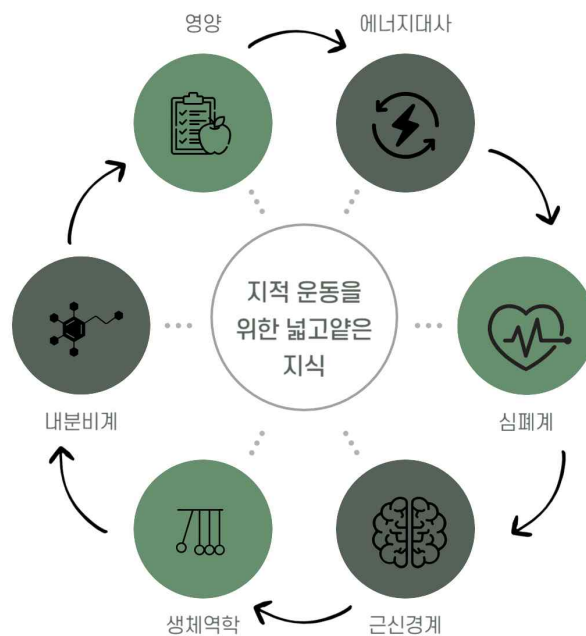 영양
에너지대사
지적 운동을
위한 넓고얕은
지식
내분비계
심폐계
생체역학
근신경계